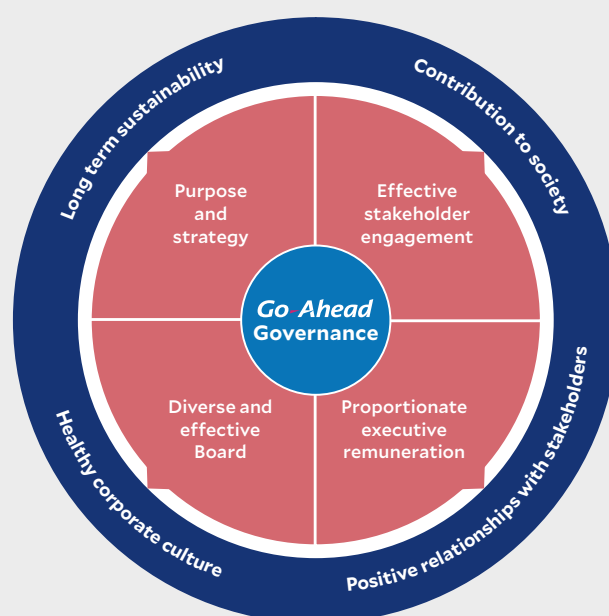 Long term sustainability
Contribution to society
Purpose
and
strategy
Effective
stakeholder
engagement
Go-Ahead
Governance
Diverse and
effective
Board
Proportionate
executive
remuneration
Healthy corporate culture
Positive relationships with stakeholders